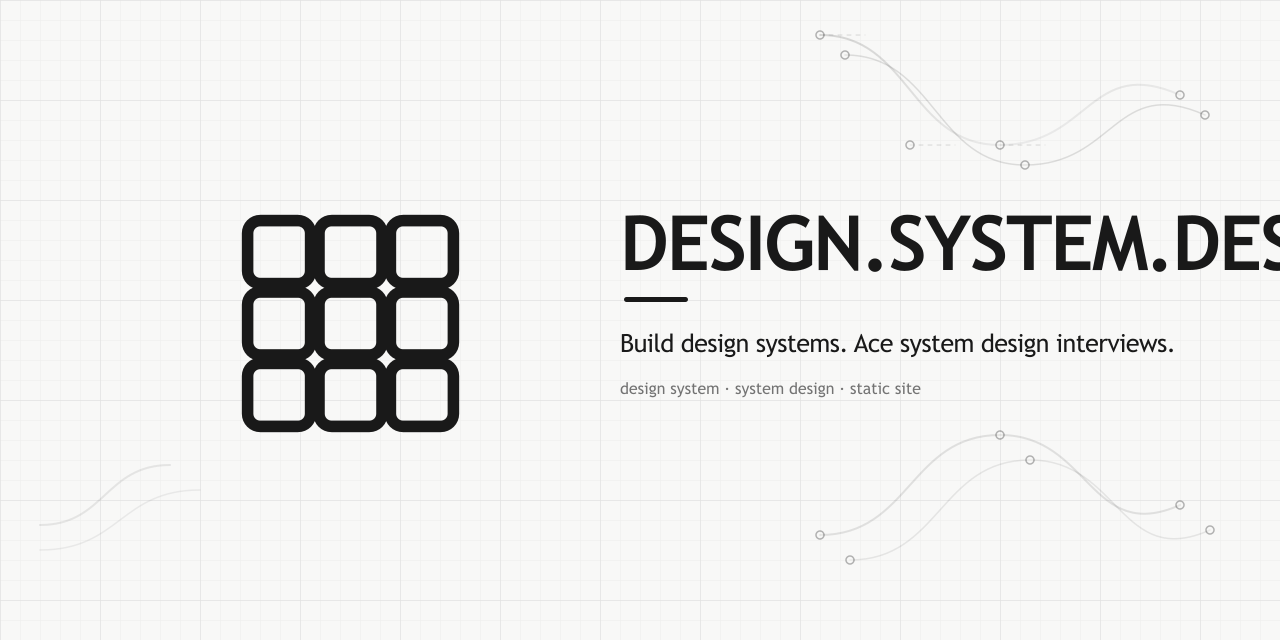 DESIGN.SYSTEM.DES
Build design systems. Ace system design interviews.
design system · system design · static site